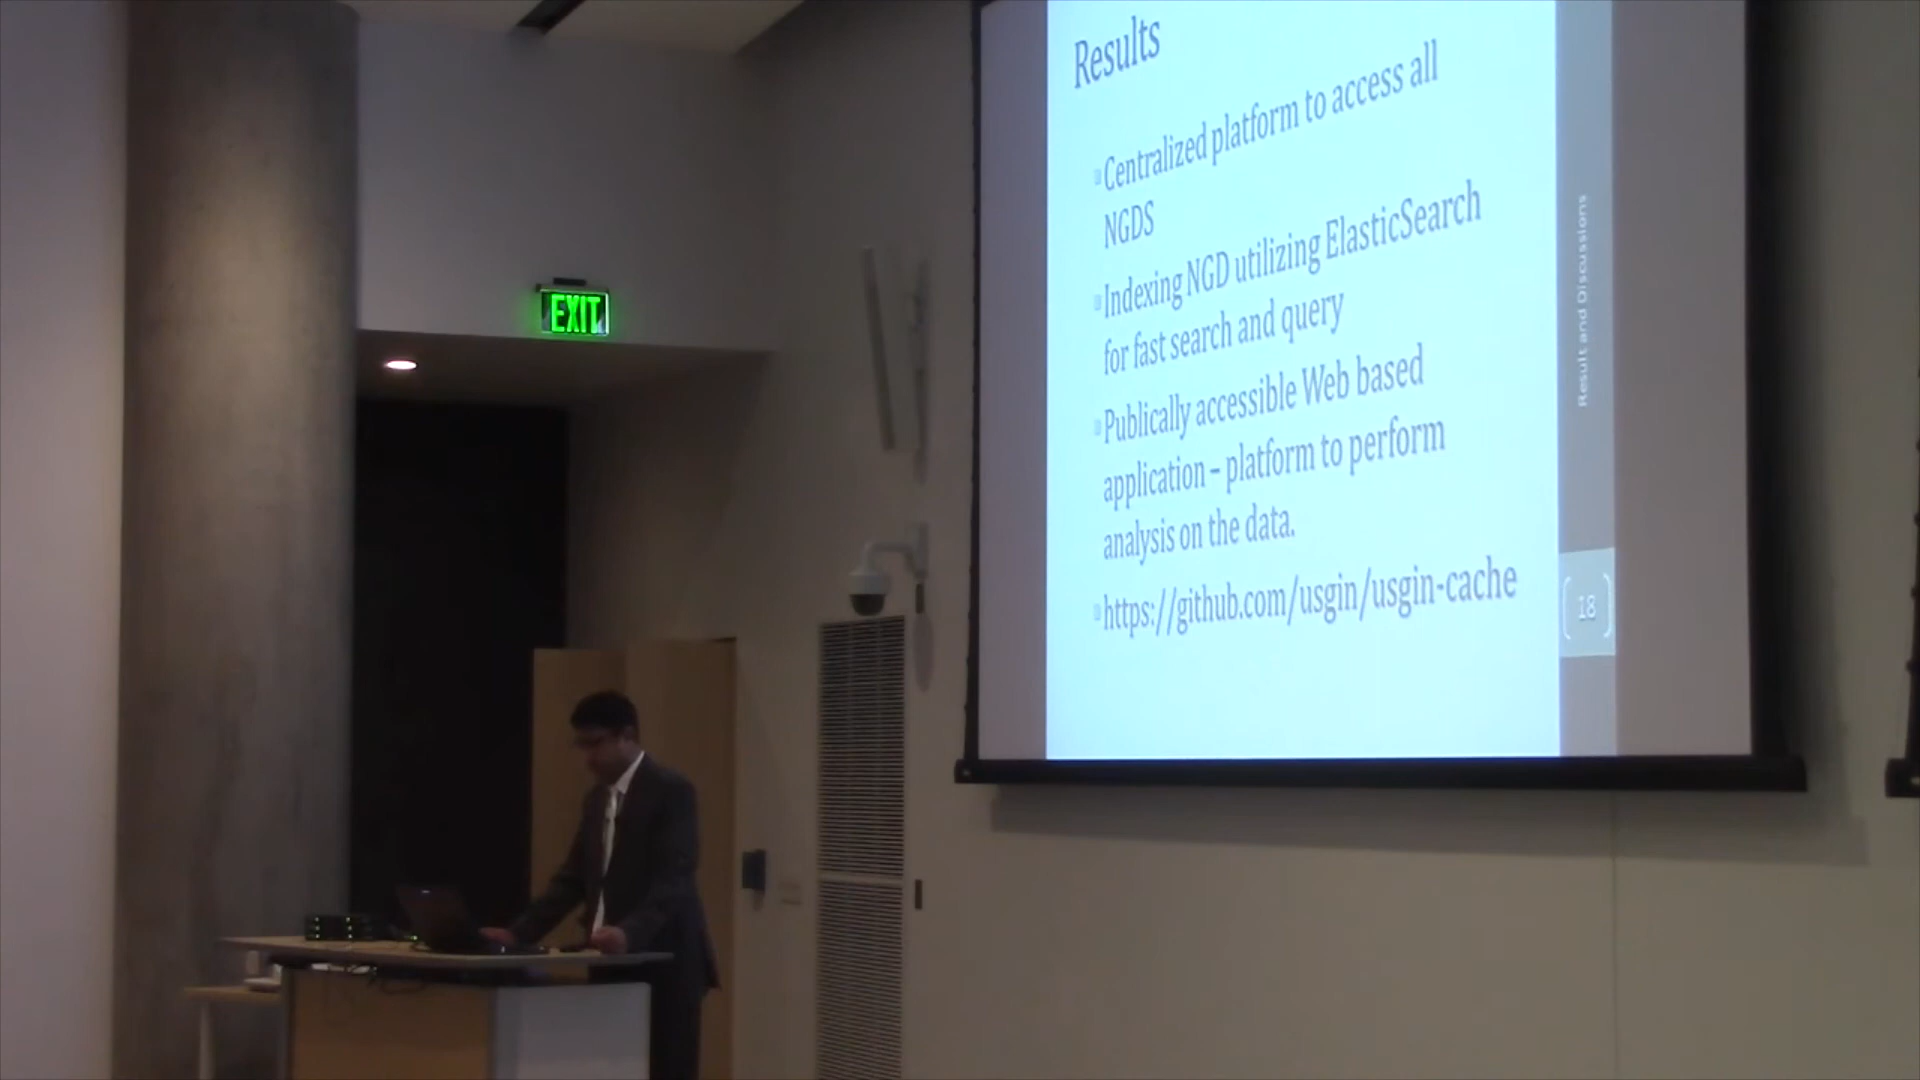 EXIT
Results
Centralized platform to access all
NGDS
Indexing NGD utilizing ElasticSearch
for fast search and query
Publically accessible Web based
application – platform to perform
analysis on the data.
https://github.com/usgin/usgin-cache
Result and Discussions
18